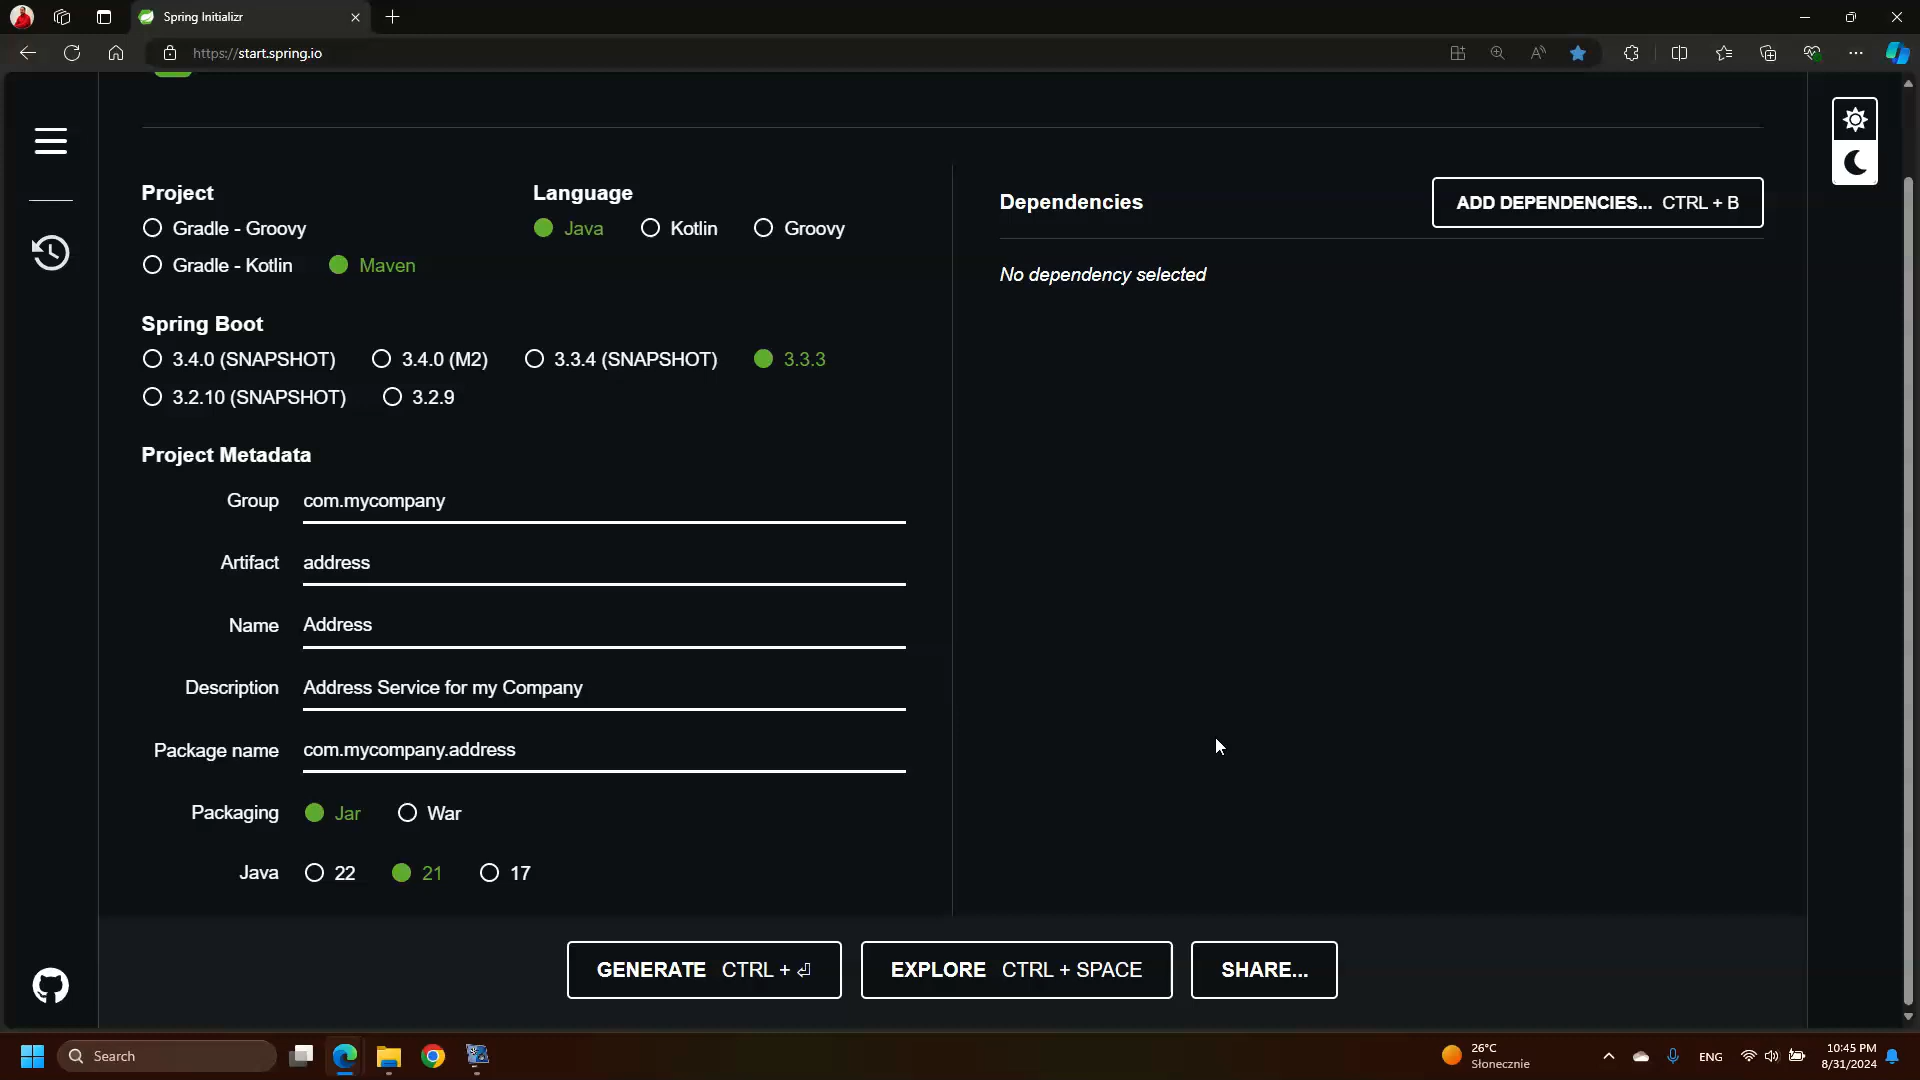 Spring Initializr
https://start.spring.io
Project
Gradle - Groovy
Gradle - Kotlin
Maven
Language
Java
Kotlin
Groovy
Spring Boot
3.4.0 (SNAPSHOT)
3.4.0 (M2)
3.3.4 (SNAPSHOT)
3.3.3
3.2.10 (SNAPSHOT)
3.2.9
Project Metadata
Group com.mycompany
Artifact address
Name Address
Description Address Service for my Company
Package name com.mycompany.address
Packaging Jar War
Java 22 21 17
Dependencies
ADD DEPENDENCIES... CTRL + B
No dependency selected
GENERATE CTRL + ⏎
EXPLORE CTRL + SPACE
SHARE...
Search
26°C
Słonecznie
ENG
10:45 PM
8/31/2024